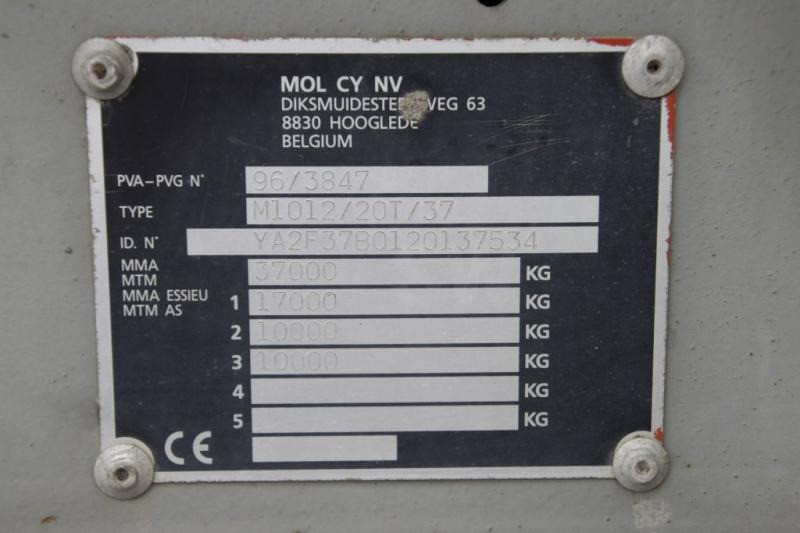 MOL CY NV
DIKSMUIDESTEENWEG 63
8830 HOOGLEDE
BELGIUM
PVA-PVG N° 96/3847
TYPE M1012/20T/37
ID. N° YA2F37B0120137534
MMA
MTM 37000 KG
MMA ESSIEU
MTM AS 1 17000 KG
2 10000 KG
3 10000 KG
4 KG
5 KG
CE